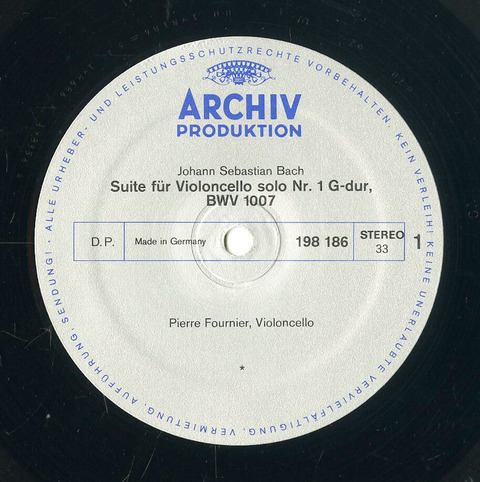 ARCHIV
PRODUKTION
Johann Sebastian Bach
Suite für Violoncello solo Nr. 1 G-dur,
BWV 1007
D.P. Made in Germany 198 186 STEREO 33 1
Pierre Fournier, Violoncello
*
ALLE URHEBER- UND LEISTUNGSSCHUTZRECHTE VORBEHALTEN. KEIN VERLEIH! KEINE UNERLAUBTE VERVIELFÄLTIGUNG, VERMIETUNG, AUFFÜHRUNG, SENDUNG!